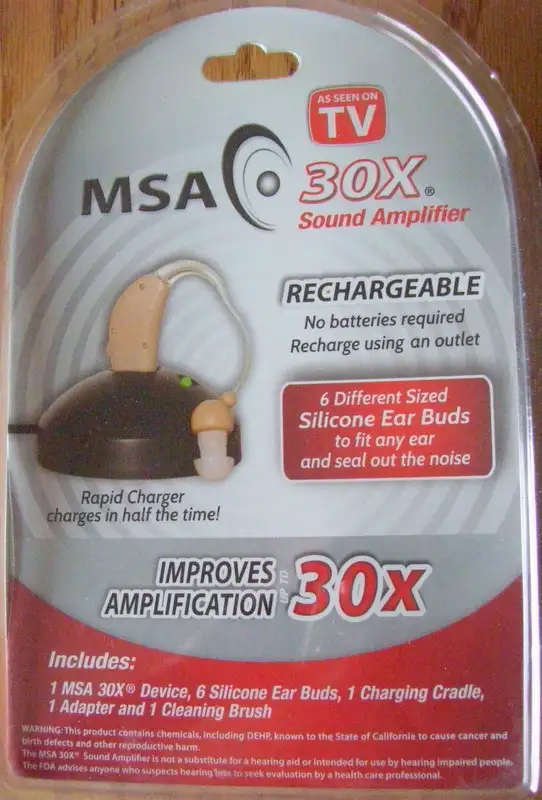 AS SEEN ON
TV
MSA
30X®
Sound Amplifier
RECHARGEABLE
No batteries required
Recharge using an outlet
6 Different Sized
Silicone Ear Buds
to fit any ear
and seal out the noise
Rapid Charger
charges in half the time!
IMPROVES
AMPLIFICATION
UP TO
30x
Includes:
1 MSA 30X® Device, 6 Silicone Ear Buds, 1 Charging Cradle,
1 Adapter and 1 Cleaning Brush
WARNING: This product contains chemicals, including DEHP, known to the State of California to cause cancer and
birth defects and other reproductive harm.
The MSA 30X® Sound Amplifier is not a substitute for a hearing aid or intended for use by hearing impaired people.
The FDA advises anyone who suspects hearing loss to seek evaluation by a health care professional.